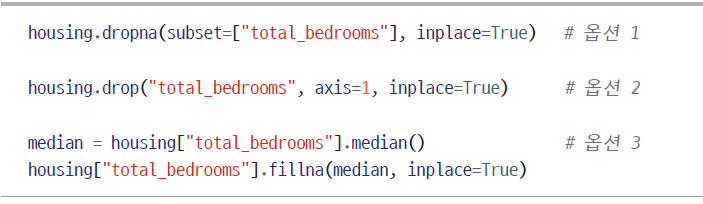 housing.dropna(subset=["total_bedrooms"], inplace=True)  # 옵션 1
housing.drop("total_bedrooms", axis=1, inplace=True)  # 옵션 2
median = housing["total_bedrooms"].median()  # 옵션 3
housing["total_bedrooms"].fillna(median, inplace=True)